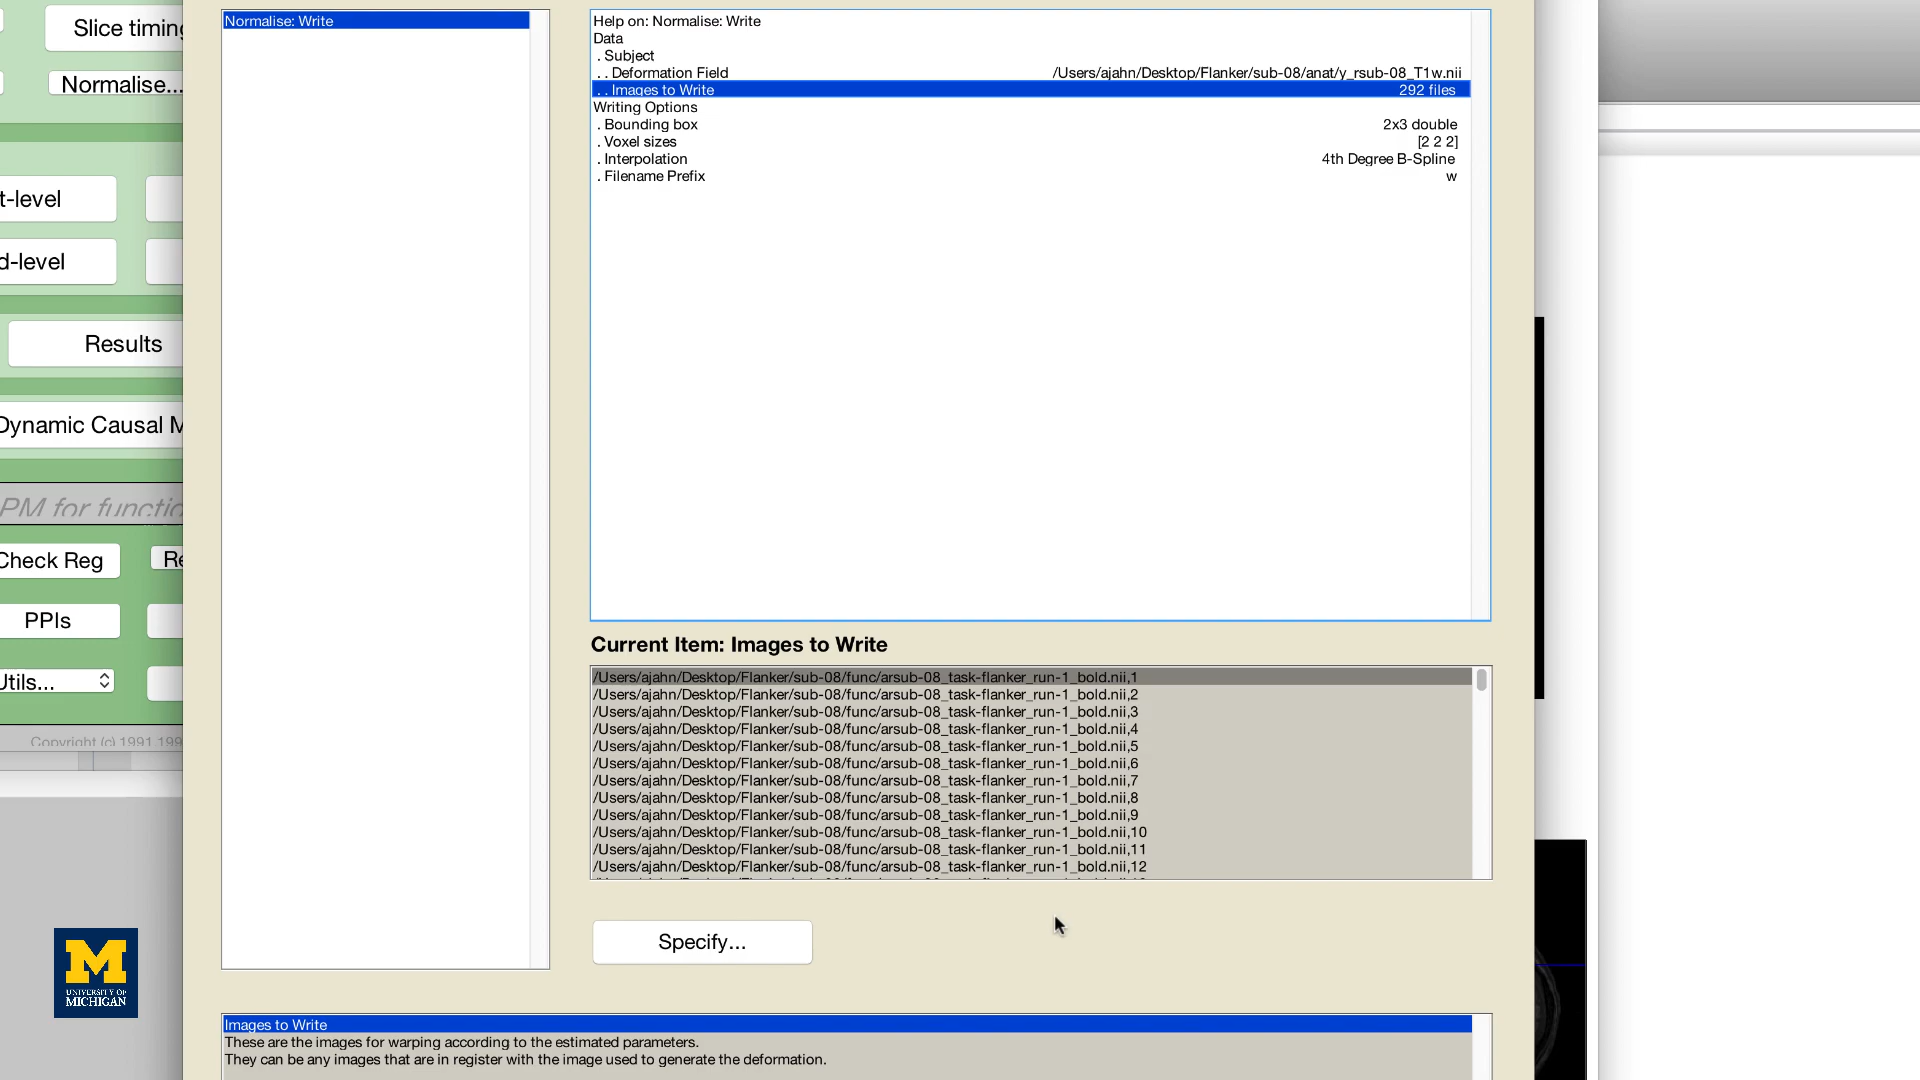 Slice timing
Normalise...
t-level
d-level
Results
Dynamic Causal M
PM for functio
Check Reg
Re
PPIs
Utils...
Copyright (c) 1991,199
Normalise: Write
Help on: Normalise: Write
Data
. Subject
. . Deformation Field /Users/ajahn/Desktop/Flanker/sub-08/anat/y_rsub-08_T1w.nii
. . Images to Write 292 files
Writing Options
. Bounding box 2x3 double
. Voxel sizes [2 2 2]
. Interpolation 4th Degree B-Spline
. Filename Prefix w
Current Item: Images to Write
/Users/ajahn/Desktop/Flanker/sub-08/func/arsub-08_task-flanker_run-1_bold.nii,1
/Users/ajahn/Desktop/Flanker/sub-08/func/arsub-08_task-flanker_run-1_bold.nii,2
/Users/ajahn/Desktop/Flanker/sub-08/func/arsub-08_task-flanker_run-1_bold.nii,3
/Users/ajahn/Desktop/Flanker/sub-08/func/arsub-08_task-flanker_run-1_bold.nii,4
/Users/ajahn/Desktop/Flanker/sub-08/func/arsub-08_task-flanker_run-1_bold.nii,5
/Users/ajahn/Desktop/Flanker/sub-08/func/arsub-08_task-flanker_run-1_bold.nii,6
/Users/ajahn/Desktop/Flanker/sub-08/func/arsub-08_task-flanker_run-1_bold.nii,7
/Users/ajahn/Desktop/Flanker/sub-08/func/arsub-08_task-flanker_run-1_bold.nii,8
/Users/ajahn/Desktop/Flanker/sub-08/func/arsub-08_task-flanker_run-1_bold.nii,9
/Users/ajahn/Desktop/Flanker/sub-08/func/arsub-08_task-flanker_run-1_bold.nii,10
/Users/ajahn/Desktop/Flanker/sub-08/func/arsub-08_task-flanker_run-1_bold.nii,11
/Users/ajahn/Desktop/Flanker/sub-08/func/arsub-08_task-flanker_run-1_bold.nii,12
Specify...
M
UNIVERSITY OF
MICHIGAN
Images to Write
These are the images for warping according to the estimated parameters.
They can be any images that are in register with the image used to generate the deformation.